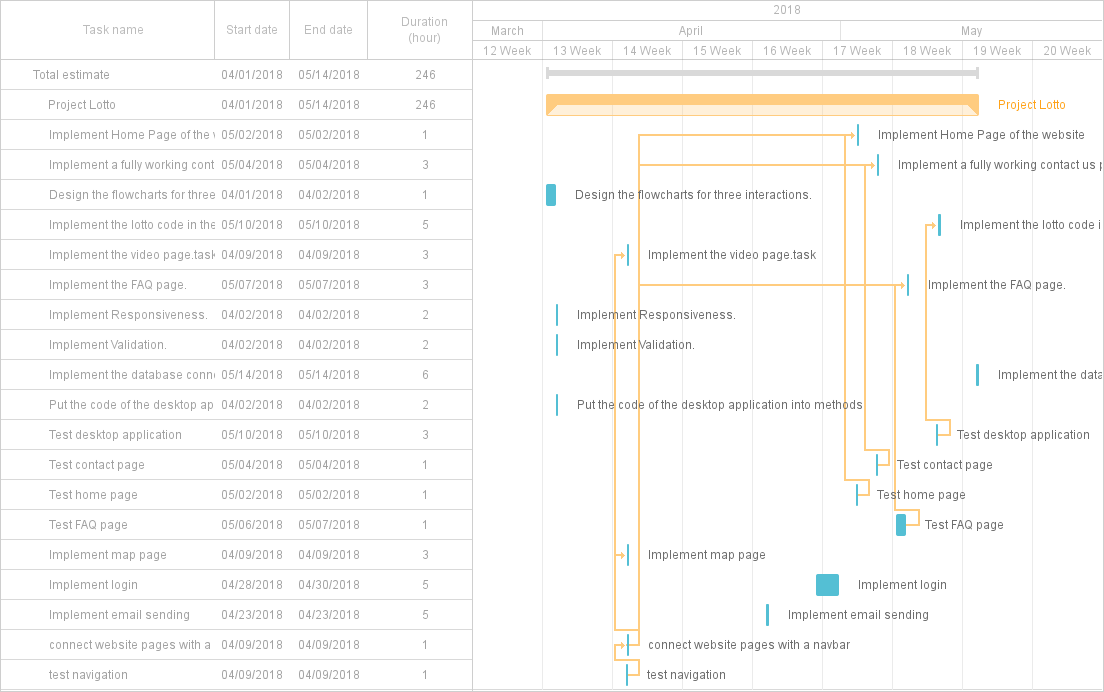 2018
Task name Start date End date Duration (hour) March April May
12 Week 13 Week 14 Week 15 Week 16 Week 17 Week 18 Week 19 Week 20 Week
Total estimate 04/01/2018 05/14/2018 246
Project Lotto 04/01/2018 05/14/2018 246 Project Lotto
Implement Home Page of the 05/02/2018 05/02/2018 1 Implement Home Page of the website
Implement a fully working cont 05/04/2018 05/04/2018 3 Implement a fully working contact us p
Design the flowcharts for three 04/01/2018 04/02/2018 1 Design the flowcharts for three interactions.
Implement the lotto code in the 05/10/2018 05/10/2018 5 Implement the lotto code i
Implement the video page.task 04/09/2018 04/09/2018 3 Implement the video page.task
Implement the FAQ page. 05/07/2018 05/07/2018 3 Implement the FAQ page.
Implement Responsiveness. 04/02/2018 04/02/2018 2 Implement Responsiveness.
Implement Validation. 04/02/2018 04/02/2018 2 Implement Validation.
Implement the database conn 05/14/2018 05/14/2018 6 Implement the data
Put the code of the desktop ap 04/02/2018 04/02/2018 2 Put the code of the desktop application into methods
Test desktop application 05/10/2018 05/10/2018 3 Test desktop application
Test contact page 05/04/2018 05/04/2018 1 Test contact page
Test home page 05/02/2018 05/02/2018 1 Test home page
Test FAQ page 05/06/2018 05/07/2018 1 Test FAQ page
Implement map page 04/09/2018 04/09/2018 3 Implement map page
Implement login 04/28/2018 04/30/2018 5 Implement login
Implement email sending 04/23/2018 04/23/2018 5 Implement email sending
connect website pages with a 04/09/2018 04/09/2018 1 connect website pages with a navbar
test navigation 04/09/2018 04/09/2018 1 test navigation